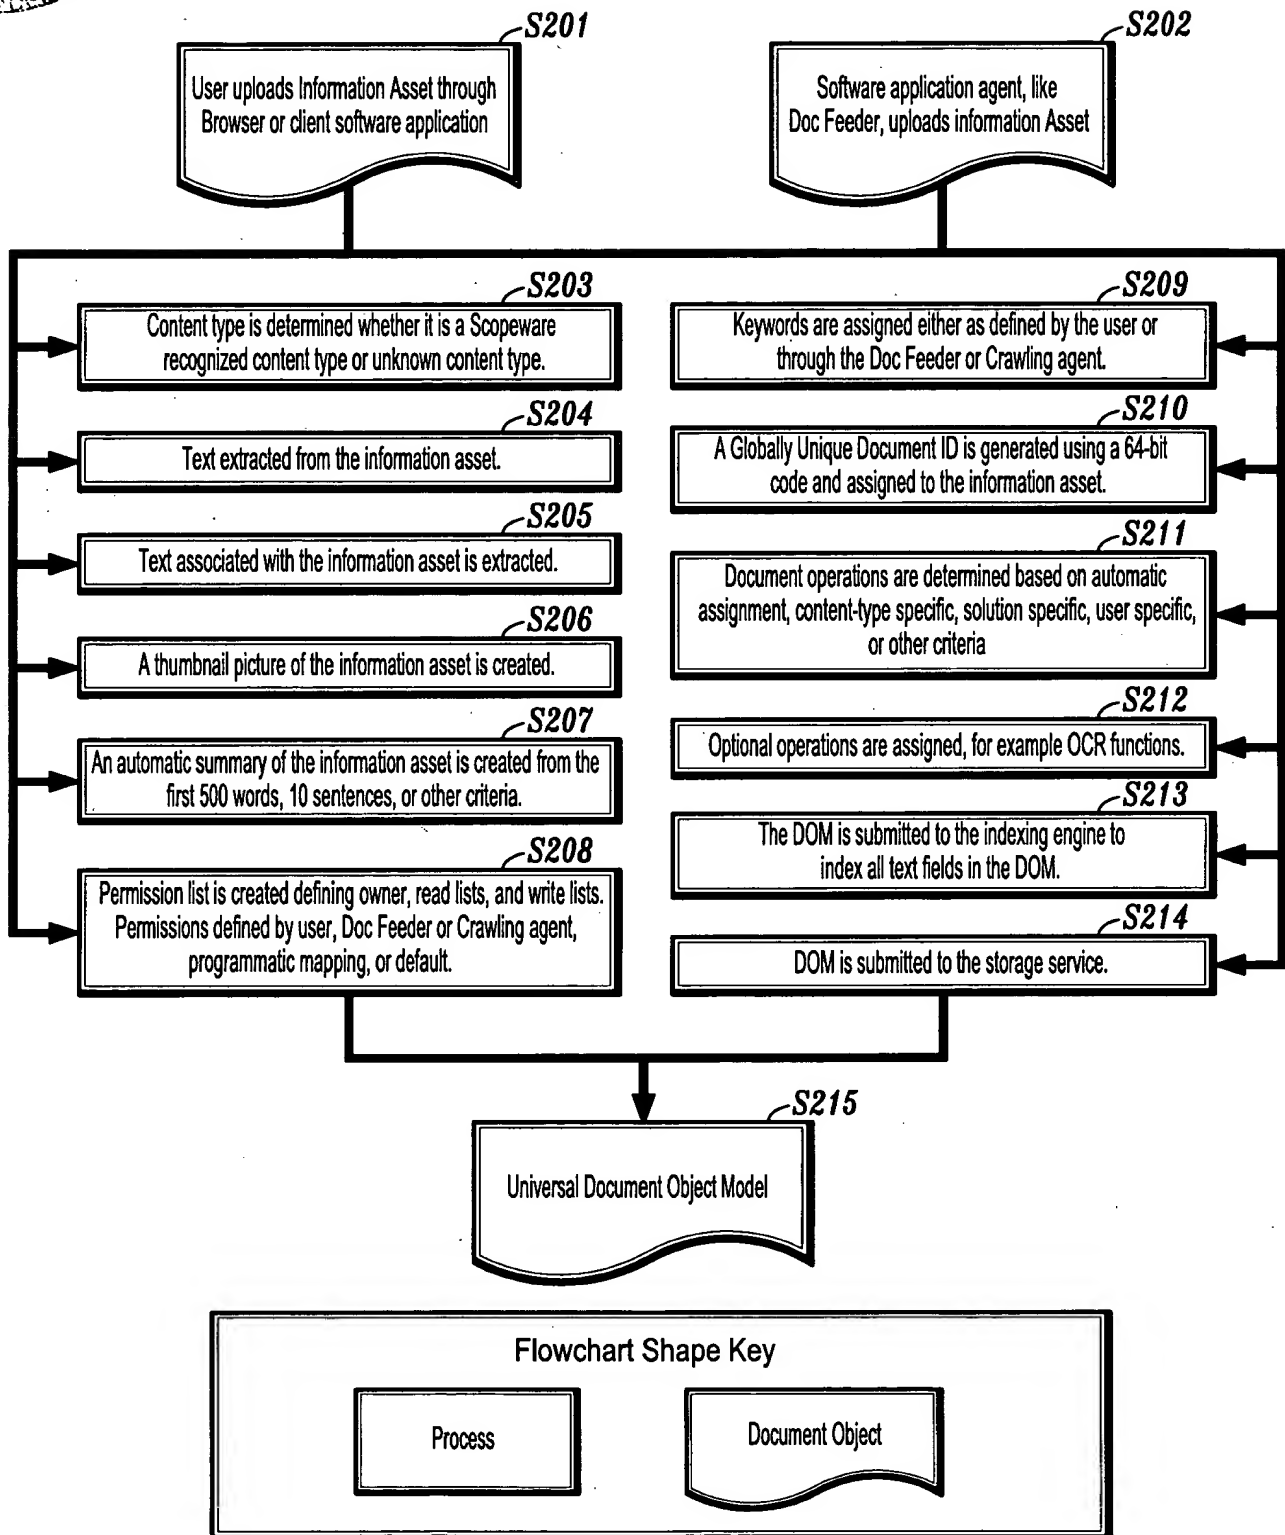 S201
User uploads Information Asset through
Browser or client software application
S202
Software application agent, like
Doc Feeder, uploads information Asset
S203
Content type is determined whether it is a Scopeware
recognized content type or unknown content type.
S204
Text extracted from the information asset.
S205
Text associated with the information asset is extracted.
S206
A thumbnail picture of the information asset is created.
S207
An automatic summary of the information asset is created from the
first 500 words, 10 sentences, or other criteria.
S208
Permission list is created defining owner, read lists, and write lists.
Permissions defined by user, Doc Feeder or Crawling agent,
programmatic mapping, or default.
S209
Keywords are assigned either as defined by the user or
through the Doc Feeder or Crawling agent.
S210
A Globally Unique Document ID is generated using a 64-bit
code and assigned to the information asset.
S211
Document operations are determined based on automatic
assignment, content-type specific, solution specific, user specific,
or other criteria
S212
Optional operations are assigned, for example OCR functions.
S213
The DOM is submitted to the indexing engine to
index all text fields in the DOM.
S214
DOM is submitted to the storage service.
S215
Universal Document Object Model
Flowchart Shape Key
Process
Document Object